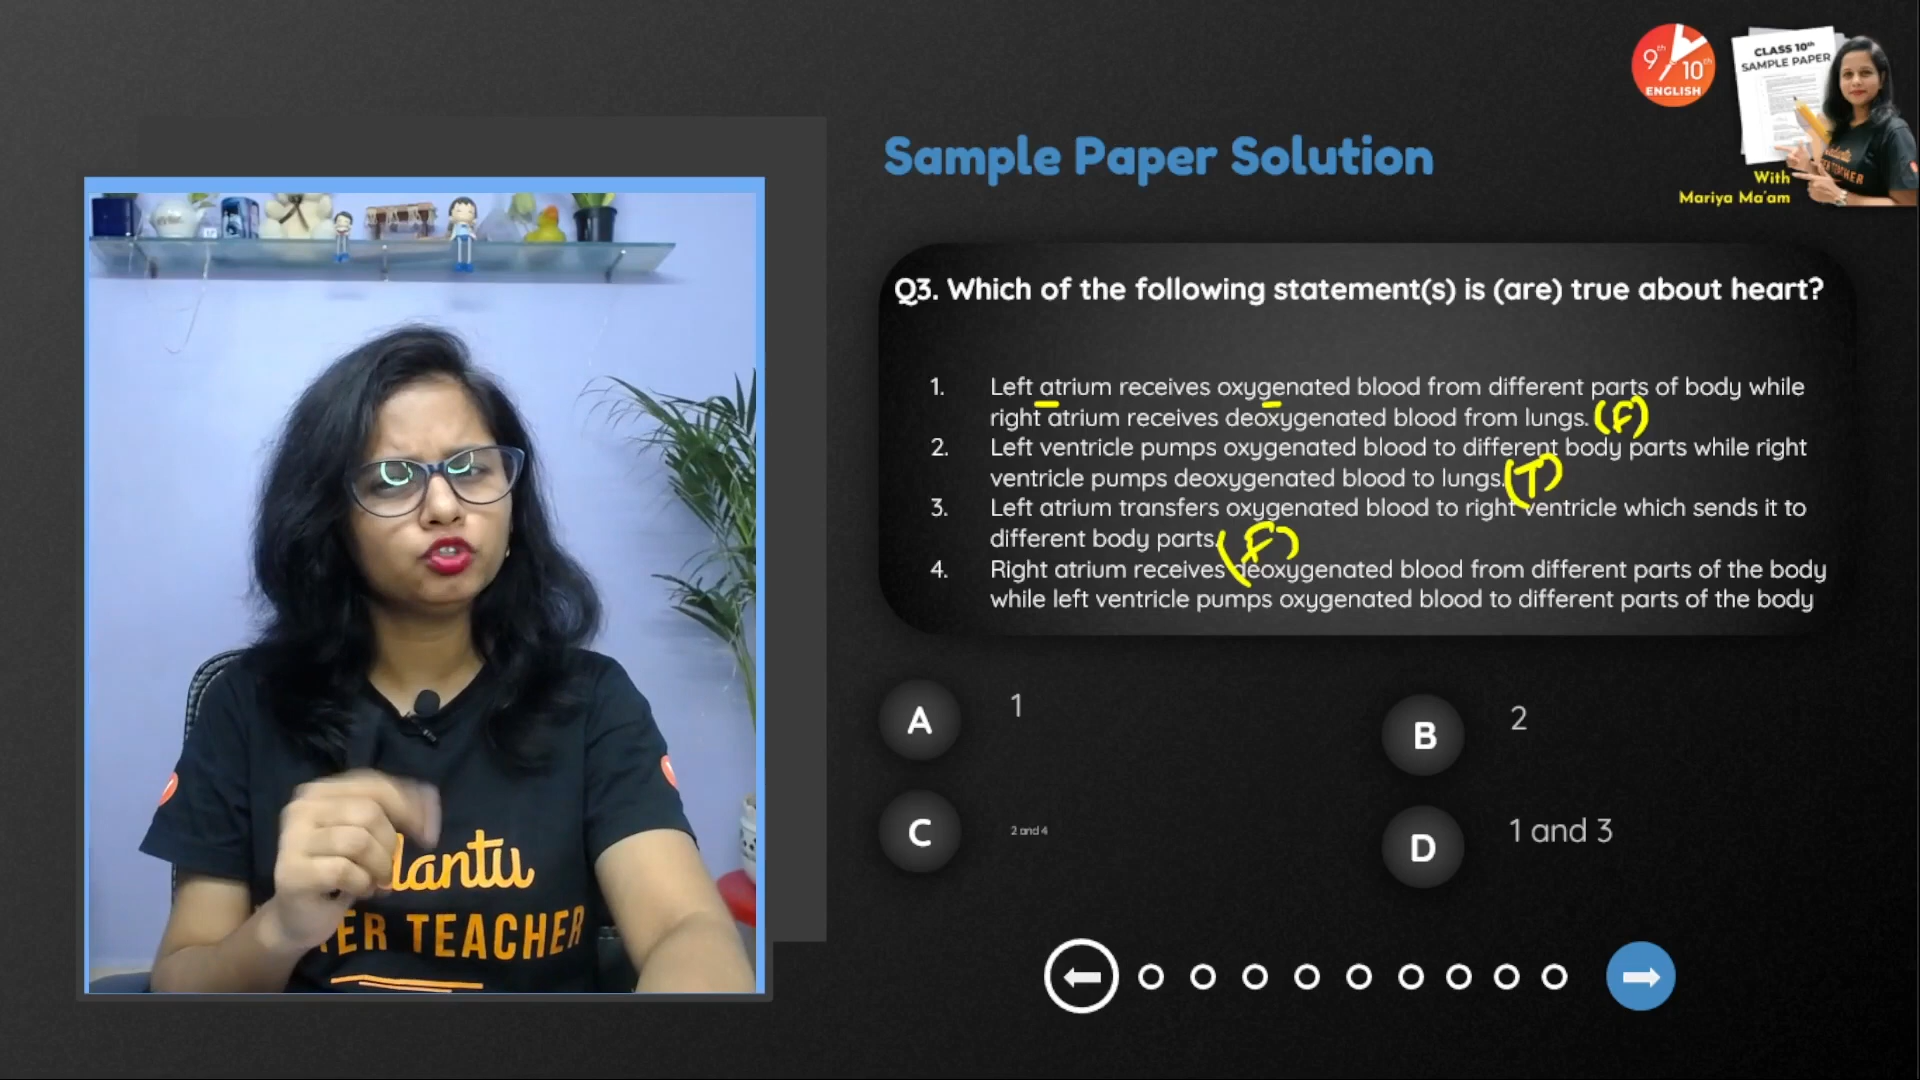 9th
10th
ENGLISH
CLASS 10th
SAMPLE PAPER
With
Mariya Ma'am
Sample Paper Solution
Q3. Which of the following statement(s) is (are) true about heart?
1. Left atrium receives oxygenated blood from different parts of body while
right atrium receives deoxygenated blood from lungs. (F)
2. Left ventricle pumps oxygenated blood to different body parts while right
ventricle pumps deoxygenated blood to lungs. (T)
3. Left atrium transfers oxygenated blood to right ventricle which sends it to
different body parts. (F)
4. Right atrium receives deoxygenated blood from different parts of the body
while left ventricle pumps oxygenated blood to different parts of the body
A 1
B 2
C 2 and 4
D 1 and 3
TEACHER